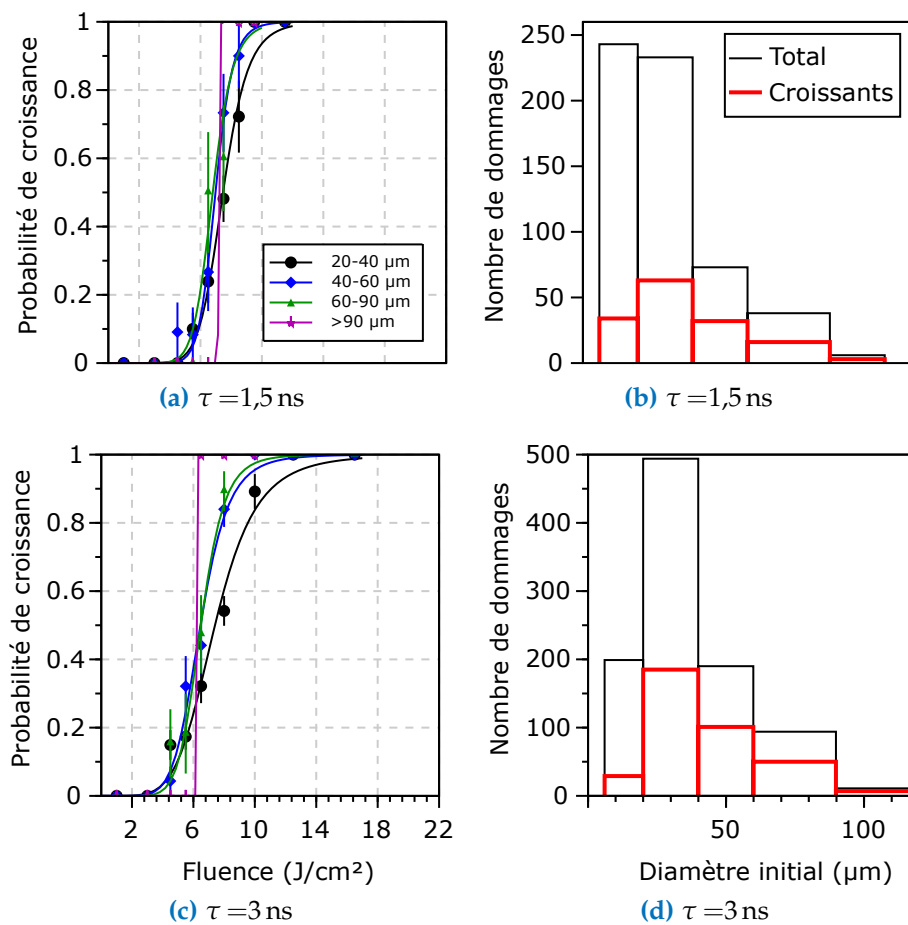 1
0.8
0.6
0.4
0.2
0
Probabilité de croissance
20-40 µm
40-60 µm
60-90 µm
>90 µm
(a) τ =1,5 ns
250
200
150
100
50
0
Nombre de dommages
Total
Croissants
(b) τ =1,5 ns
1
0.8
0.6
0.4
0.2
0
Probabilité de croissance
2 6 10 14 18 22
Fluence (J/cm²)
(c) τ =3 ns
500
400
300
200
100
0
Nombre de dommages
50 100
Diamètre initial (µm)
(d) τ =3 ns